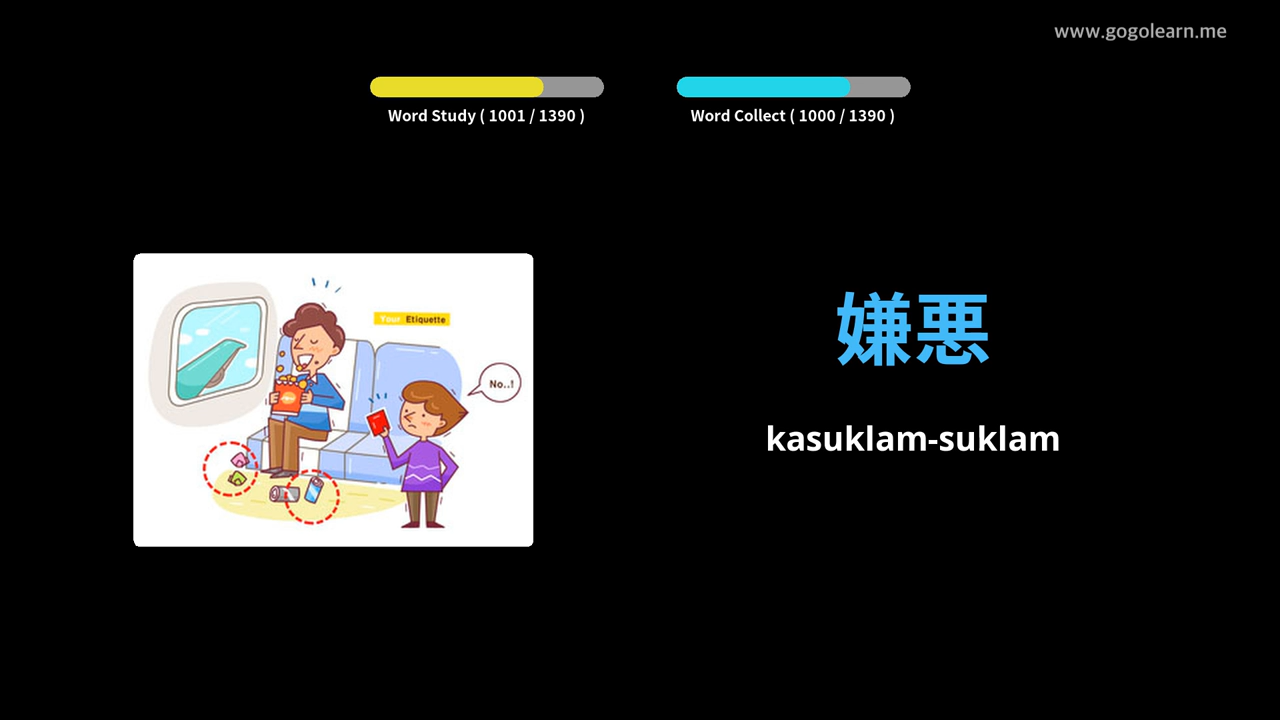 www.gogolearn.me
Word Study ( 1001 / 1390 )
Word Collect ( 1000 / 1390 )
Your Etiquette
No..!
嫌悪
kasuklam-suklam